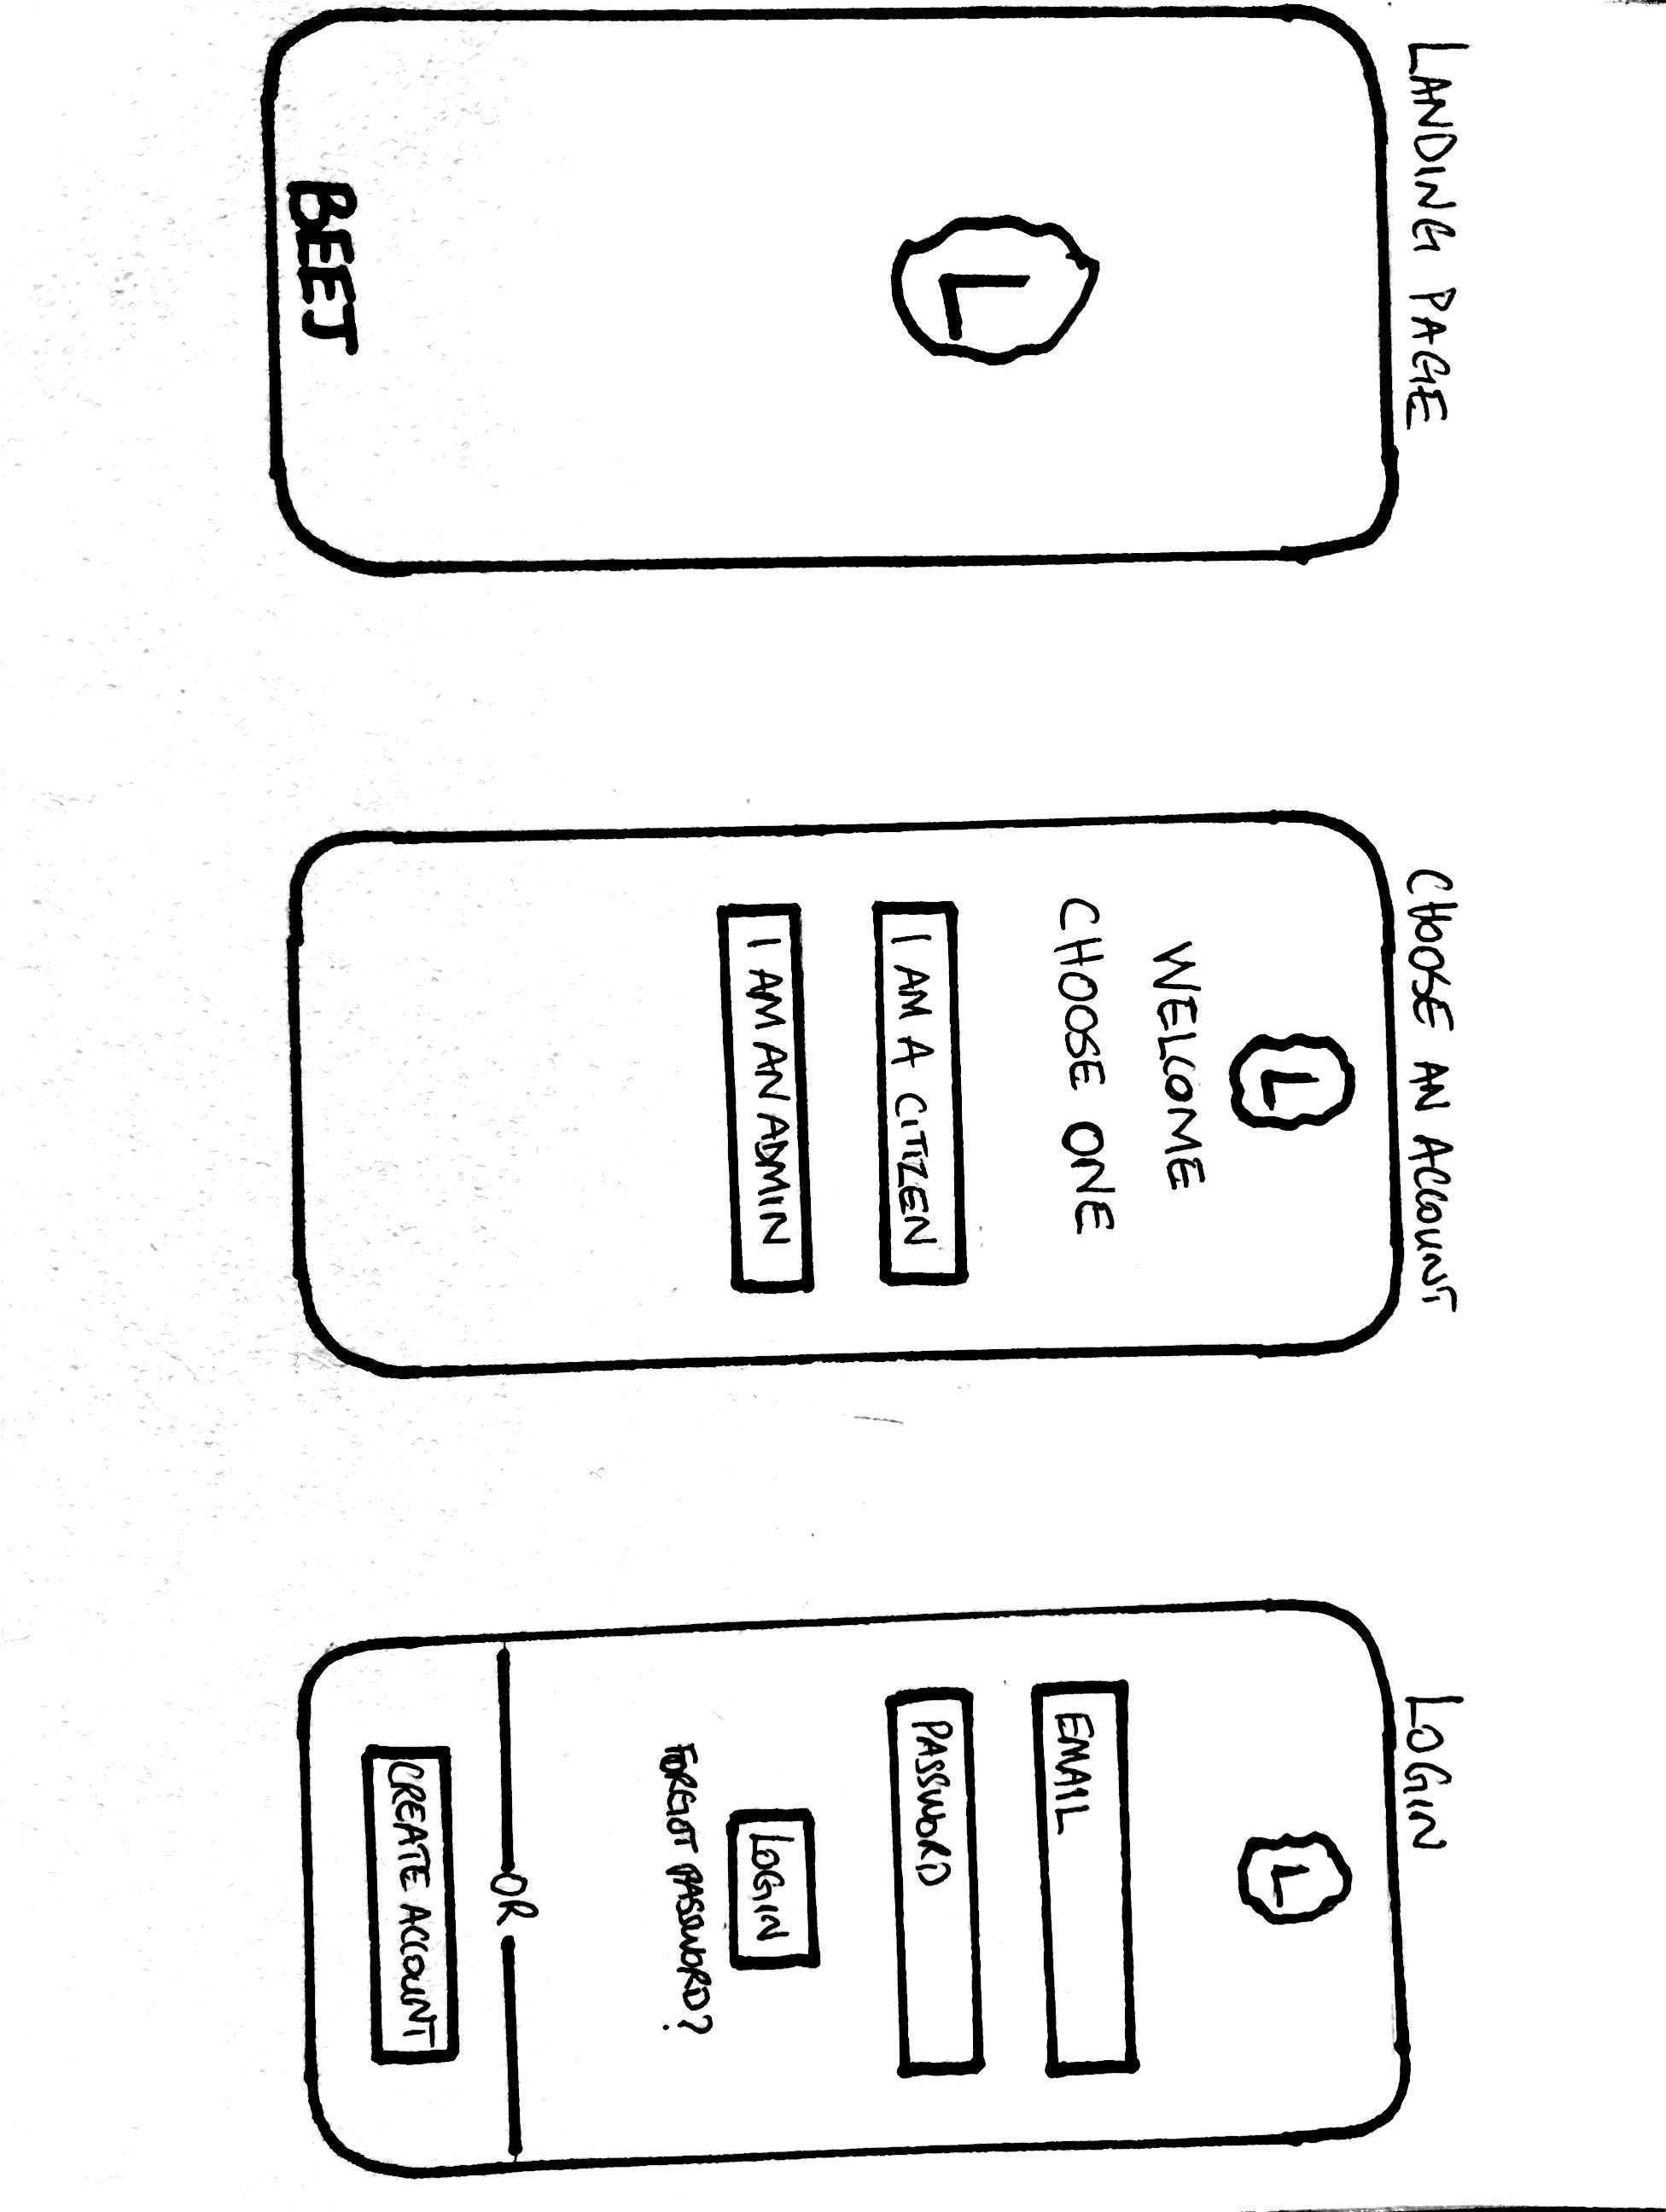 LANDING PAGE
L
BEEJ
CHOOSE AN ACCOUNT
L
WELCOME
CHOOSE ONE
I AM A CITIZEN
I AM AN ADMIN
LOGIN
L
EMAIL
PASSWORD
LOGIN
FORGOT PASSWORD?
OR
CREATE ACCOUNT